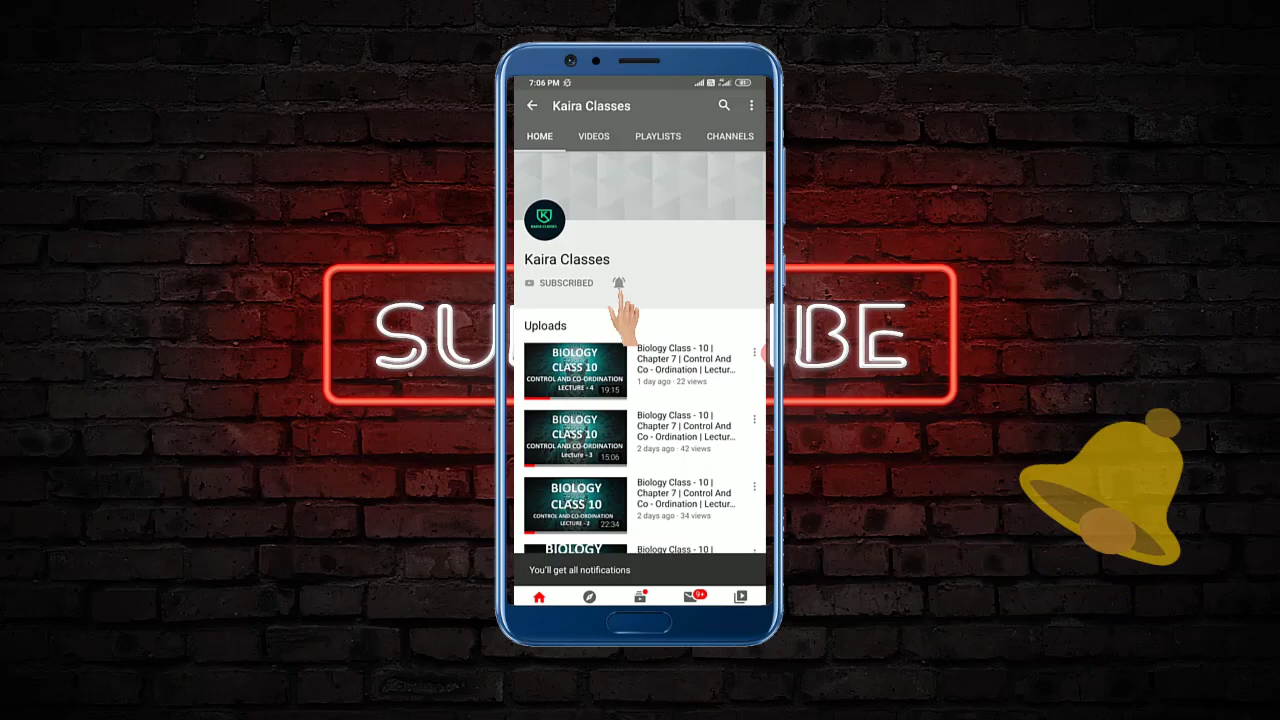 7:06 PM
Kaira Classes
HOME VIDEOS PLAYLISTS CHANNELS
KAIRA CLASSES
Kaira Classes
SUBSCRIBED
SU IBE
Uploads
BIOLOGY
CLASS 10
CONTROL AND CO-ORDINATION
LECTURE - 4
19:15
Biology Class - 10 |
Chapter 7 | Control And
Co - Ordination | Lectur...
1 day ago · 22 views
BIOLOGY
CLASS 10
CONTROL AND CO-ORDINATION
Lecture - 3
15:06
Biology Class - 10 |
Chapter 7 | Control And
Co - Ordination | Lectur...
2 days ago · 42 views
BIOLOGY
CLASS 10
CONTROL AND CO-ORDINATION
LECTURE - 2
22:34
Biology Class - 10 |
Chapter 7 | Control And
Co - Ordination | Lectur...
2 days ago · 34 views
BIOLOGY
Biology Class - 10 |
You'll get all notifications
9+